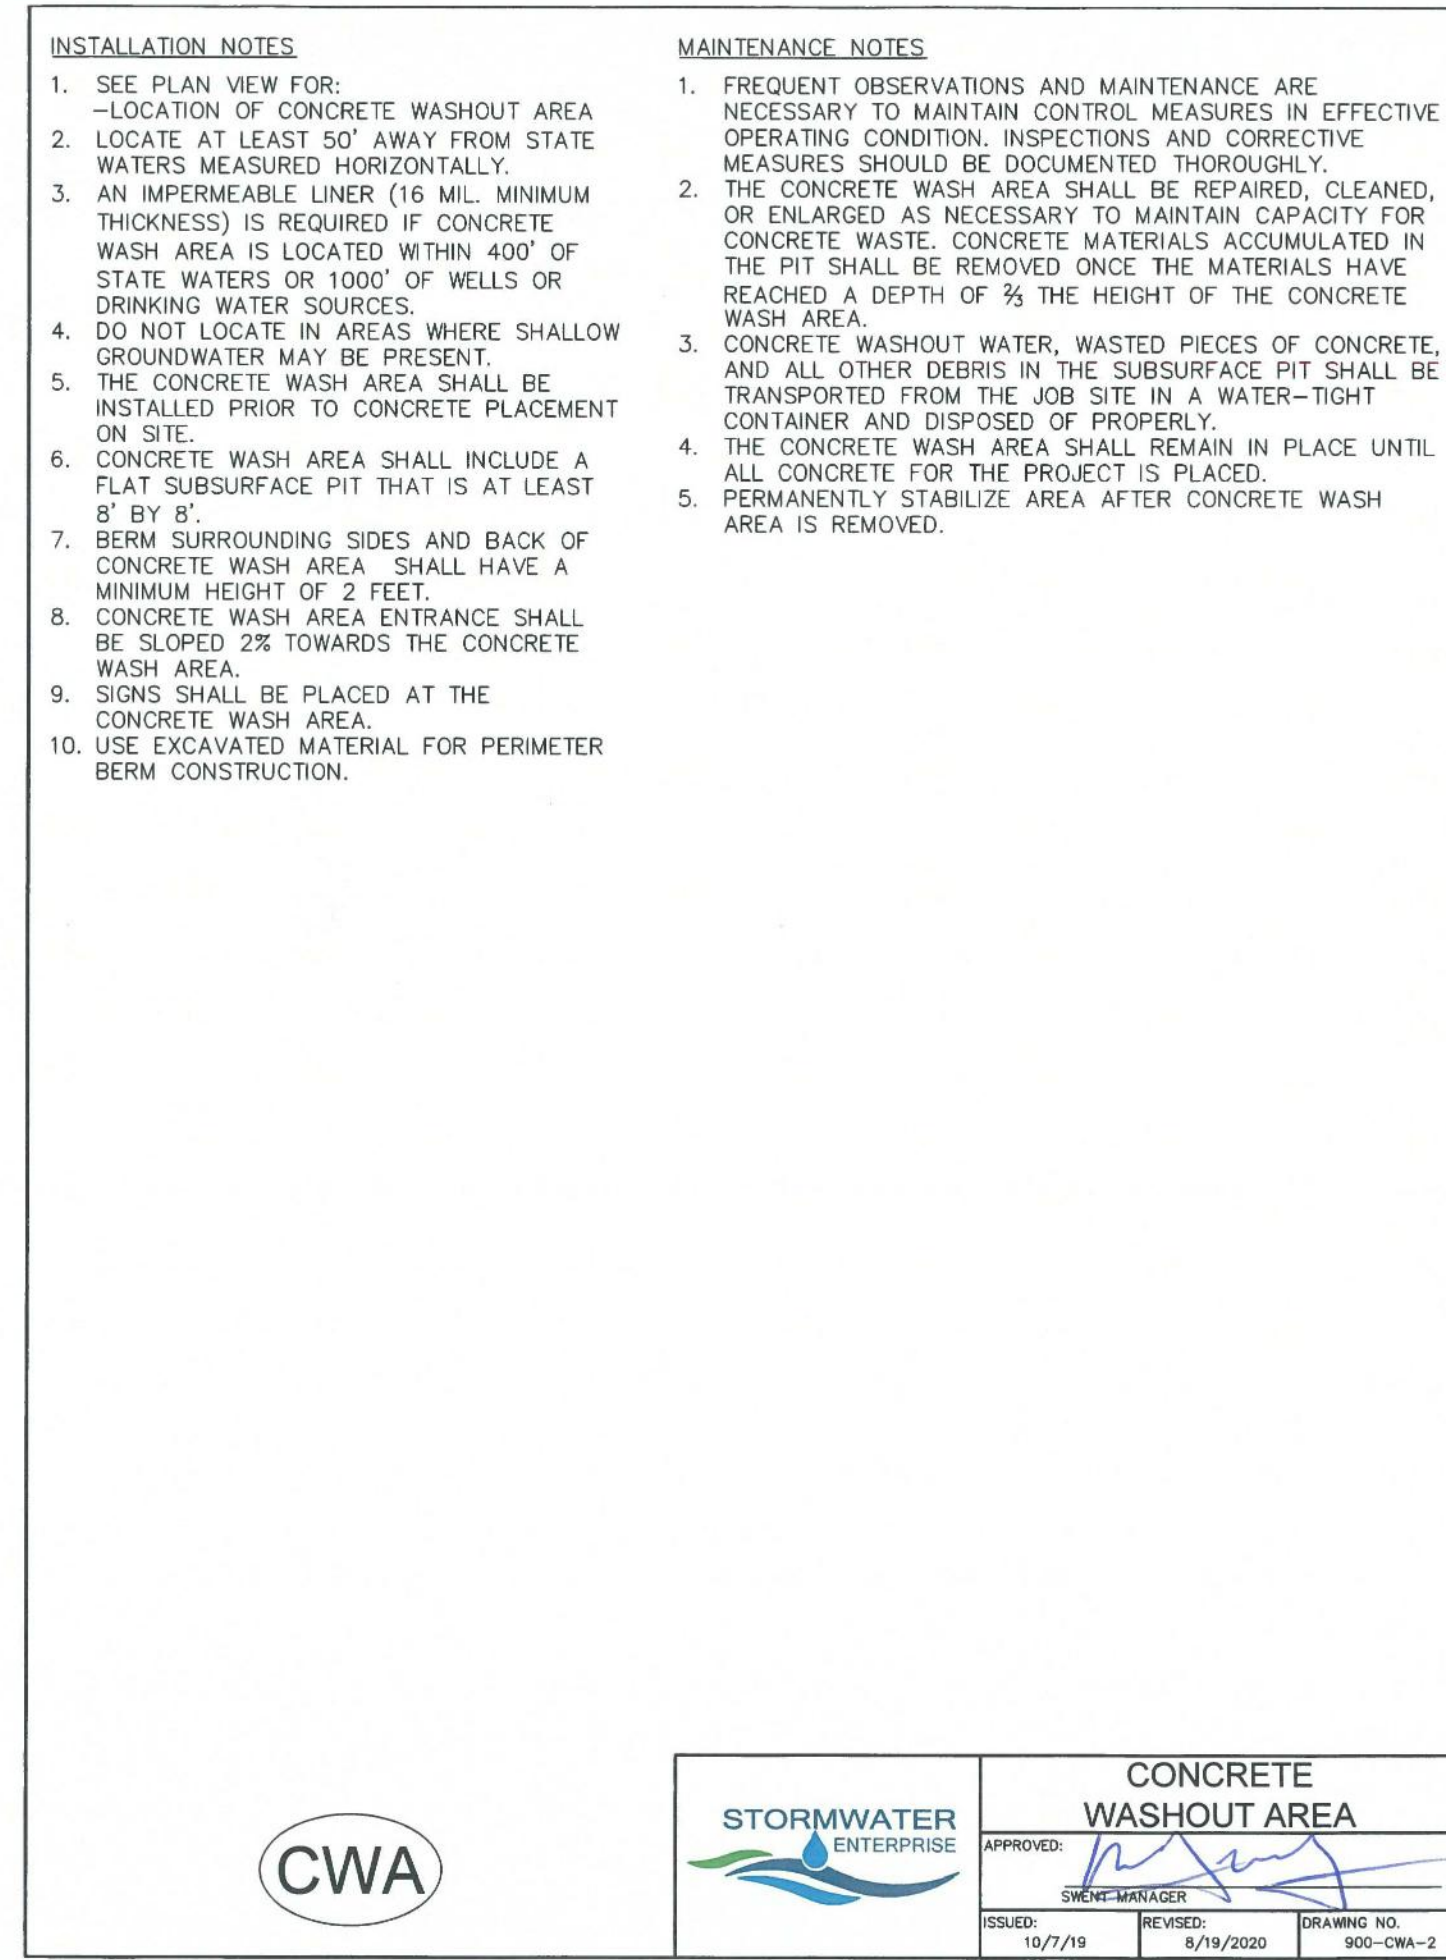 INSTALLATION NOTES
1. SEE PLAN VIEW FOR:
-LOCATION OF CONCRETE WASHOUT AREA
2. LOCATE AT LEAST 50' AWAY FROM STATE
WATERS MEASURED HORIZONTALLY.
3. AN IMPERMEABLE LINER (16 MIL. MINIMUM
THICKNESS) IS REQUIRED IF CONCRETE
WASH AREA IS LOCATED WITHIN 400' OF
STATE WATERS OR 1000' OF WELLS OR
DRINKING WATER SOURCES.
4. DO NOT LOCATE IN AREAS WHERE SHALLOW
GROUNDWATER MAY BE PRESENT.
5. THE CONCRETE WASH AREA SHALL BE
INSTALLED PRIOR TO CONCRETE PLACEMENT
ON SITE.
6. CONCRETE WASH AREA SHALL INCLUDE A
FLAT SUBSURFACE PIT THAT IS AT LEAST
8' BY 8'.
7. BERM SURROUNDING SIDES AND BACK OF
CONCRETE WASH AREA SHALL HAVE A
MINIMUM HEIGHT OF 2 FEET.
8. CONCRETE WASH AREA ENTRANCE SHALL
BE SLOPED 2% TOWARDS THE CONCRETE
WASH AREA.
9. SIGNS SHALL BE PLACED AT THE
CONCRETE WASH AREA.
10. USE EXCAVATED MATERIAL FOR PERIMETER
BERM CONSTRUCTION.
MAINTENANCE NOTES
1. FREQUENT OBSERVATIONS AND MAINTENANCE ARE
NECESSARY TO MAINTAIN CONTROL MEASURES IN EFFECTIVE
OPERATING CONDITION. INSPECTIONS AND CORRECTIVE
MEASURES SHOULD BE DOCUMENTED THOROUGHLY.
2. THE CONCRETE WASH AREA SHALL BE REPAIRED, CLEANED,
OR ENLARGED AS NECESSARY TO MAINTAIN CAPACITY FOR
CONCRETE WASTE. CONCRETE MATERIALS ACCUMULATED IN
THE PIT SHALL BE REMOVED ONCE THE MATERIALS HAVE
REACHED A DEPTH OF ⅔ THE HEIGHT OF THE CONCRETE
WASH AREA.
3. CONCRETE WASHOUT WATER, WASTED PIECES OF CONCRETE,
AND ALL OTHER DEBRIS IN THE SUBSURFACE PIT SHALL BE
TRANSPORTED FROM THE JOB SITE IN A WATER-TIGHT
CONTAINER AND DISPOSED OF PROPERLY.
4. THE CONCRETE WASH AREA SHALL REMAIN IN PLACE UNTIL
ALL CONCRETE FOR THE PROJECT IS PLACED.
5. PERMANENTLY STABILIZE AREA AFTER CONCRETE WASH
AREA IS REMOVED.
CWA
STORMWATER
ENTERPRISE
CONCRETE
WASHOUT AREA
APPROVED:
SWENT MANAGER
ISSUED:
10/7/19
REVISED:
8/19/2020
DRAWING NO.
900-CWA-2